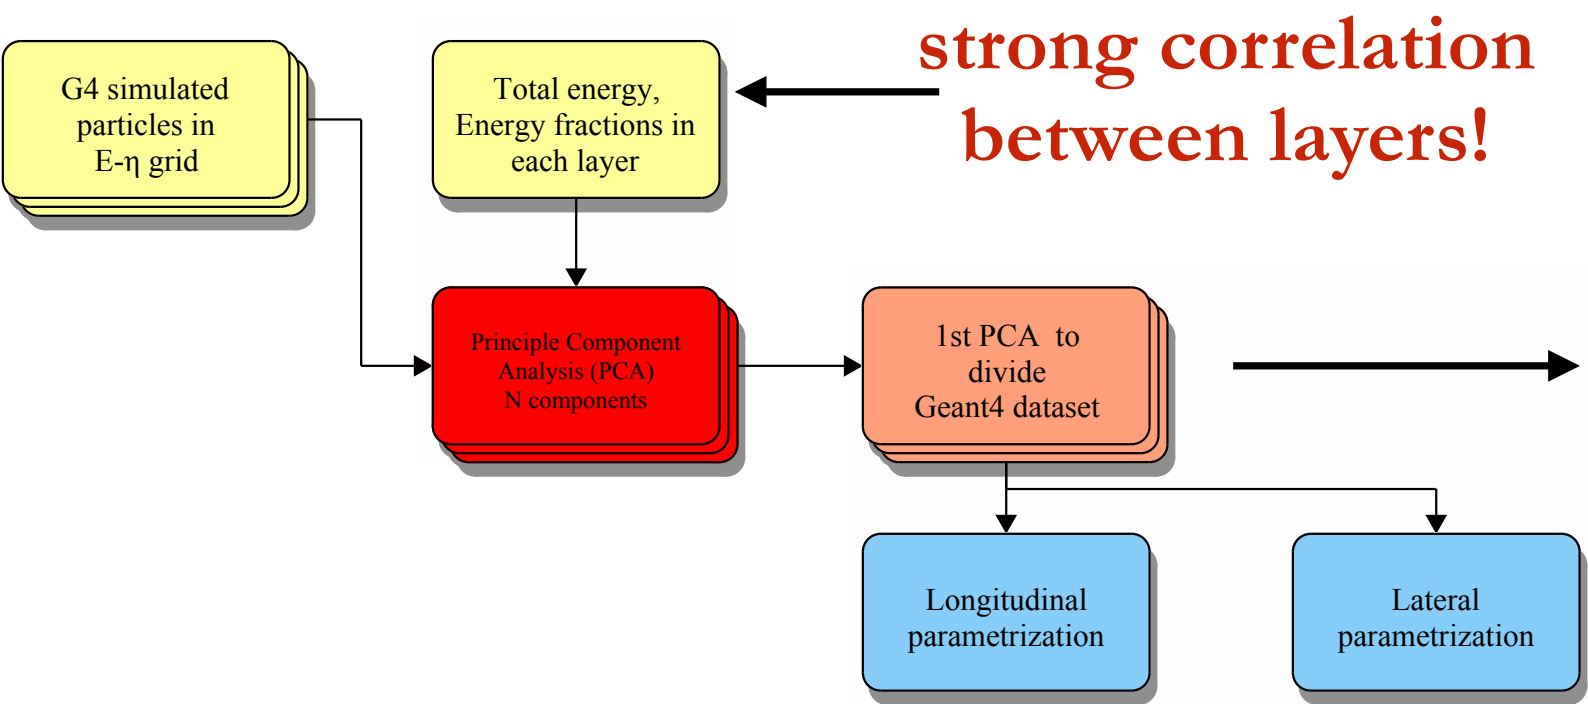 strong correlation
between layers!
G4 simulated
particles in
E-η grid
Total energy,
Energy fractions in
each layer
Principle Component
Analysis (PCA)
N components
1st PCA to
divide
Geant4 dataset
Longitudinal
parametrization
Lateral
parametrization